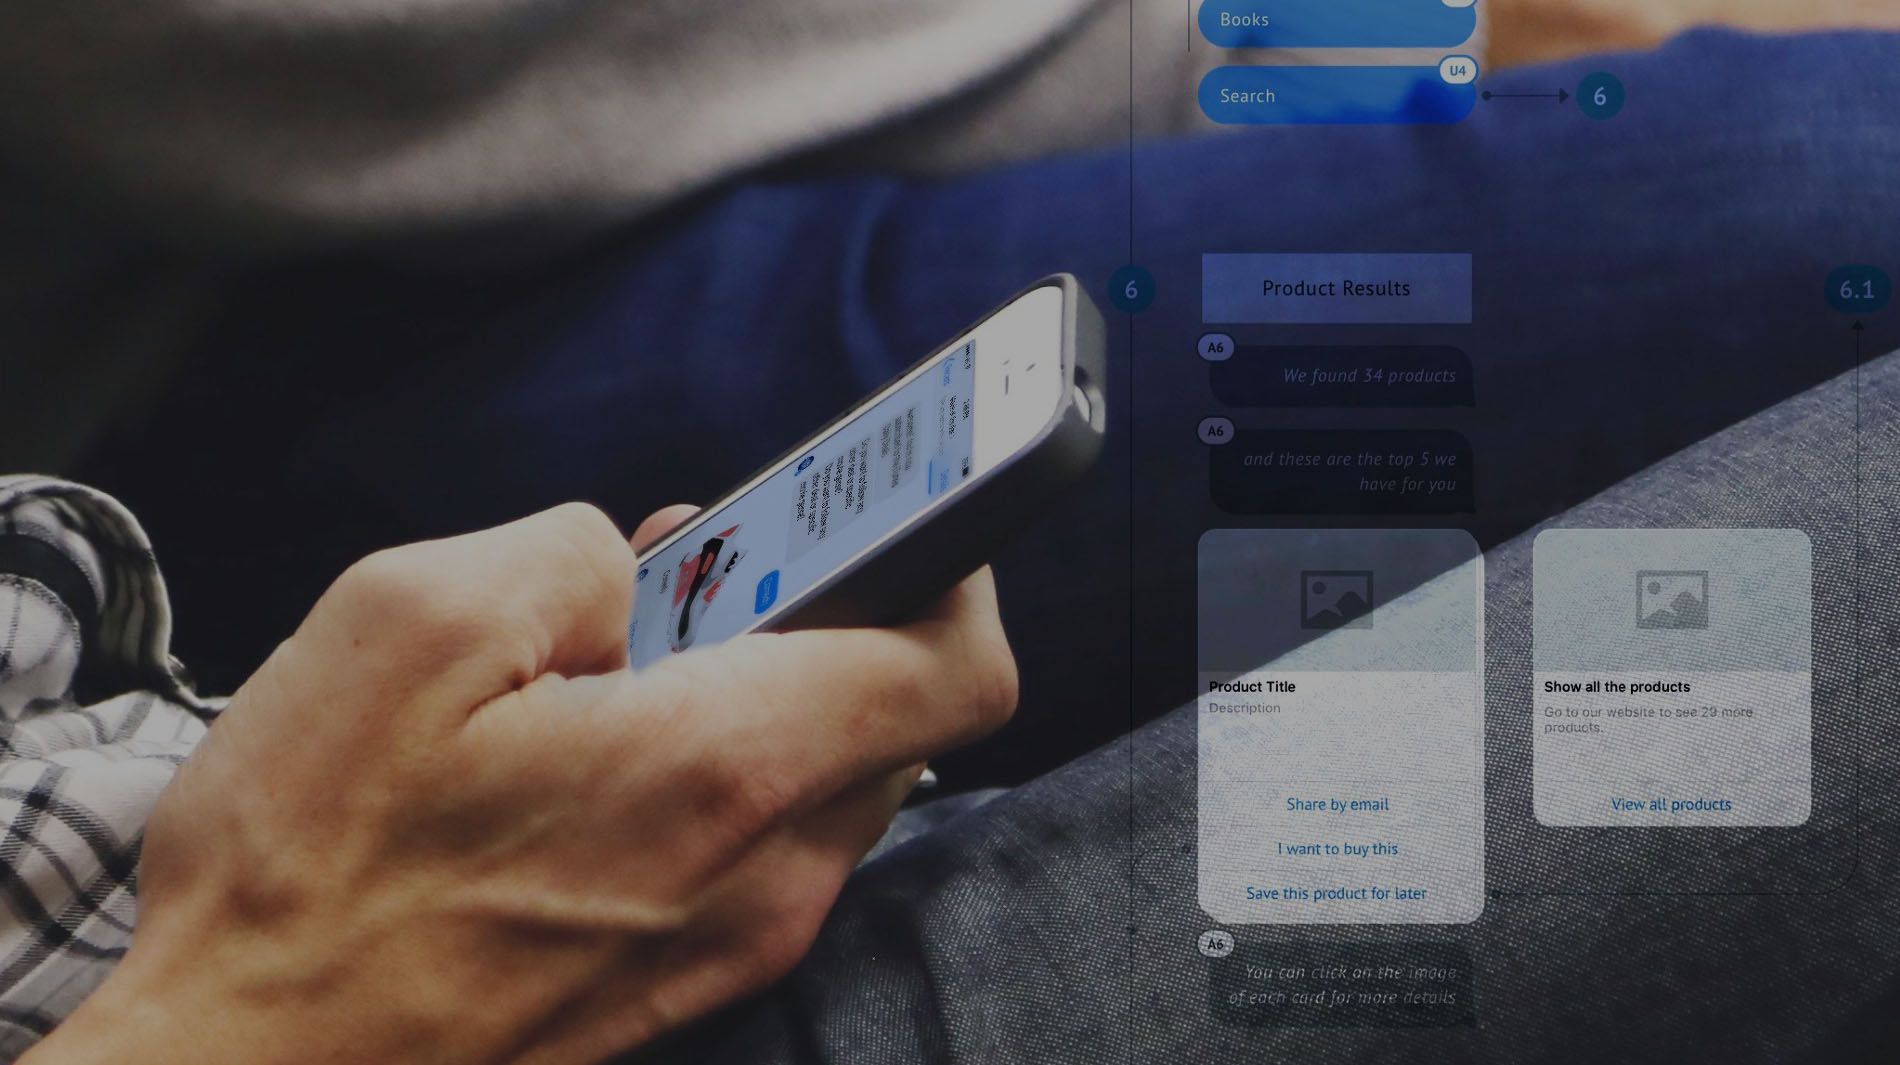 Books
U4
Search
6
6
Product Results
6.1
A6
We found 34 products
A6
and these are the top 5 we
have for you
Product Title
Description
Share by email
I want to buy this
Save this product for later
Show all the products
Go to our website to see 29 more
products.
View all products
A6
You can click on the image
of each card for more details